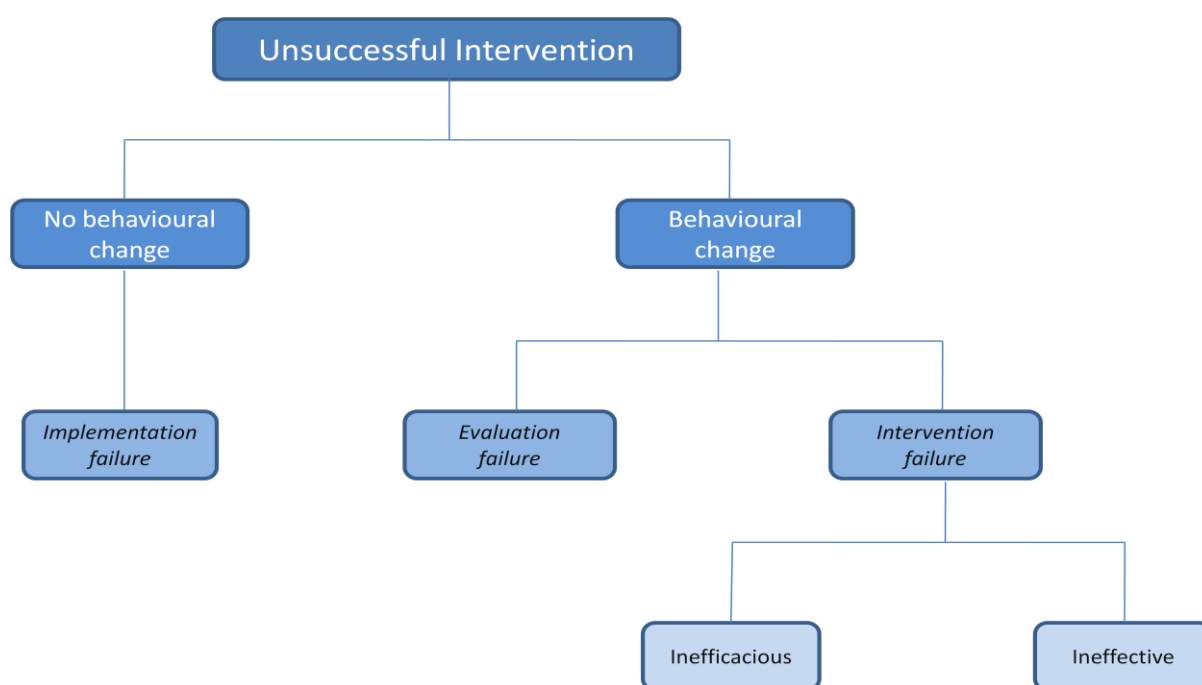 Unsuccessful Intervention
No behavioural
change
Behavioural
change
Implementation
failure
Evaluation
failure
Intervention
failure
Inefficacious
Ineffective